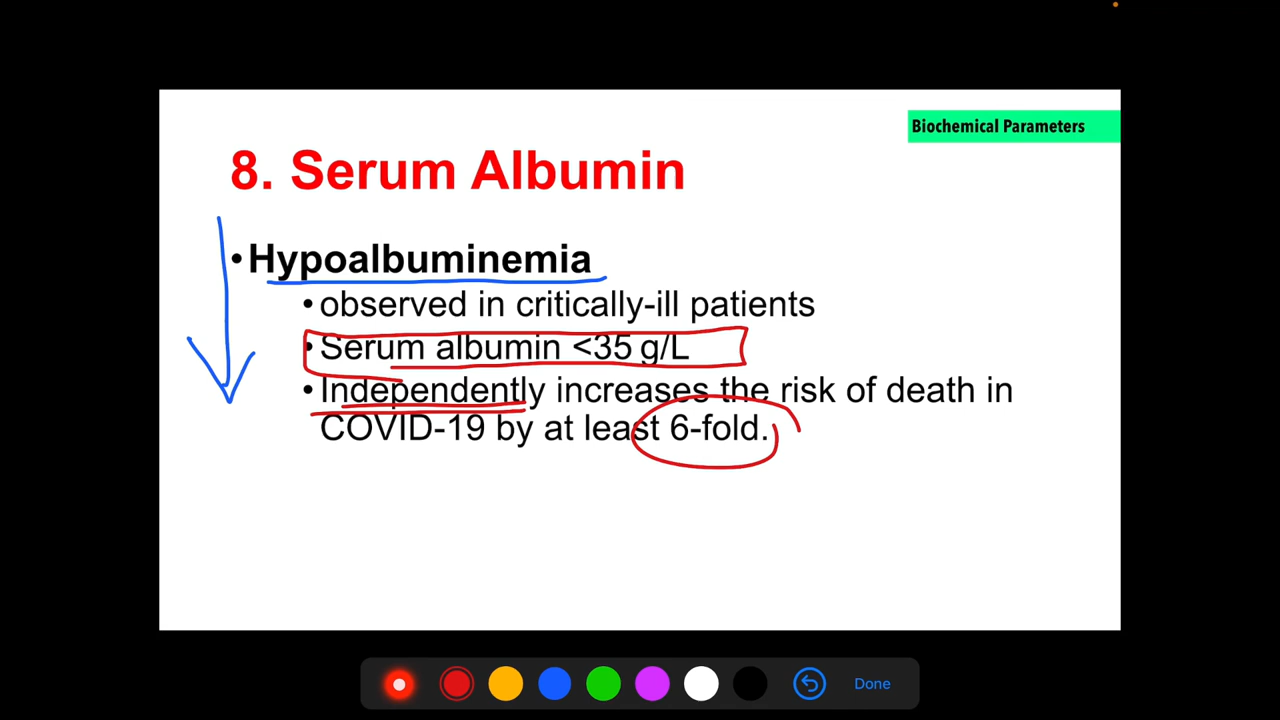 Biochemical Parameters
8. Serum Albumin
•Hypoalbuminemia
•observed in critically-ill patients
•Serum albumin <35 g/L
•Independently increases the risk of death in
COVID-19 by at least 6-fold.
Done